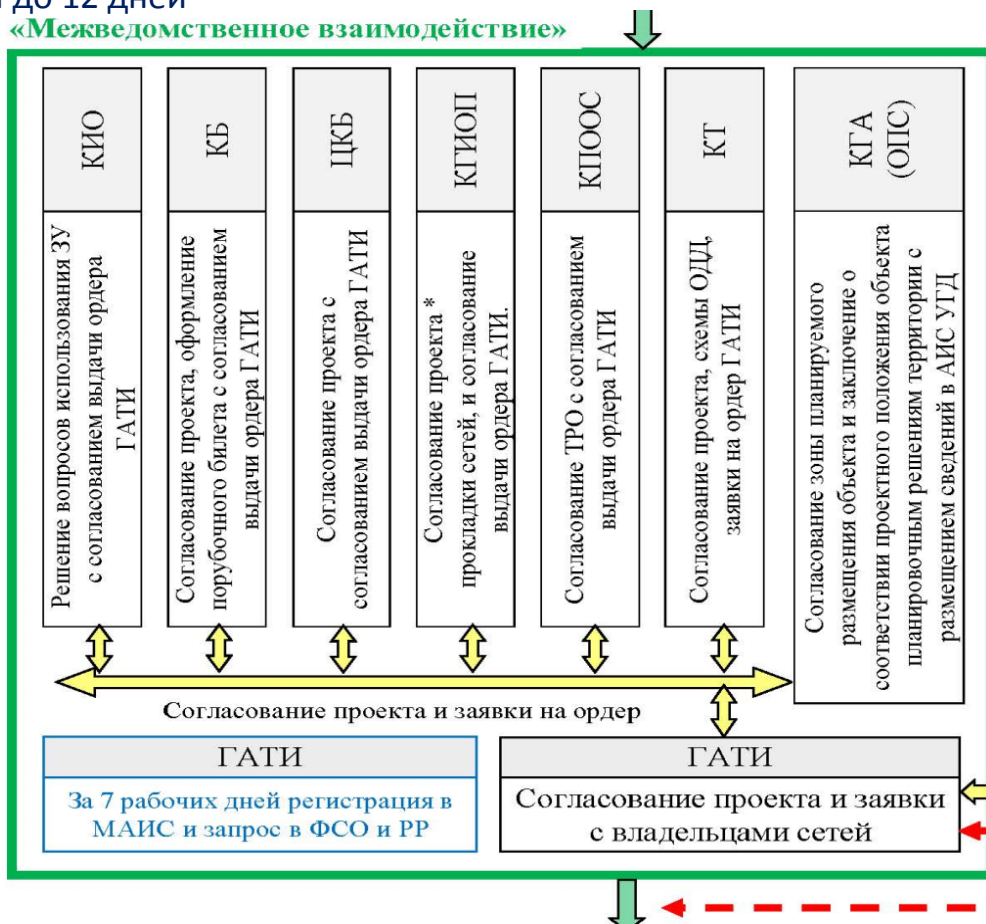 до 12 дней
«Межведомственное взаимодействие»
КИО
Решение вопросов использования ЗУ
с согласованием выдачи ордера
ГАТИ
КБ
Согласование проекта, оформление
порубочного билета с согласованием
выдачи ордера ГАТИ
ЦКБ
Согласование проекта с
согласованием выдачи ордера ГАТИ
КГИОП
Согласование проекта *
прокладки сетей, и согласование
выдачи ордера ГАТИ.
КПООС
Согласование ТРО с согласованием
выдачи ордера ГАТИ
КТ
Согласование проекта, схемы ОДД,
заявки на ордер ГАТИ
КГА
(ОПС)
Согласование зоны планируемого
размещения объекта и заключение о
соответствии проектного положения объекта
планировочным решениям территории с
размещением сведений в АИС УГД
Согласование проекта и заявки на ордер
ГАТИ
За 7 рабочих дней регистрация в
МАИС и запрос в ФСО и РР
ГАТИ
Согласование проекта и заявки
с владельцами сетей